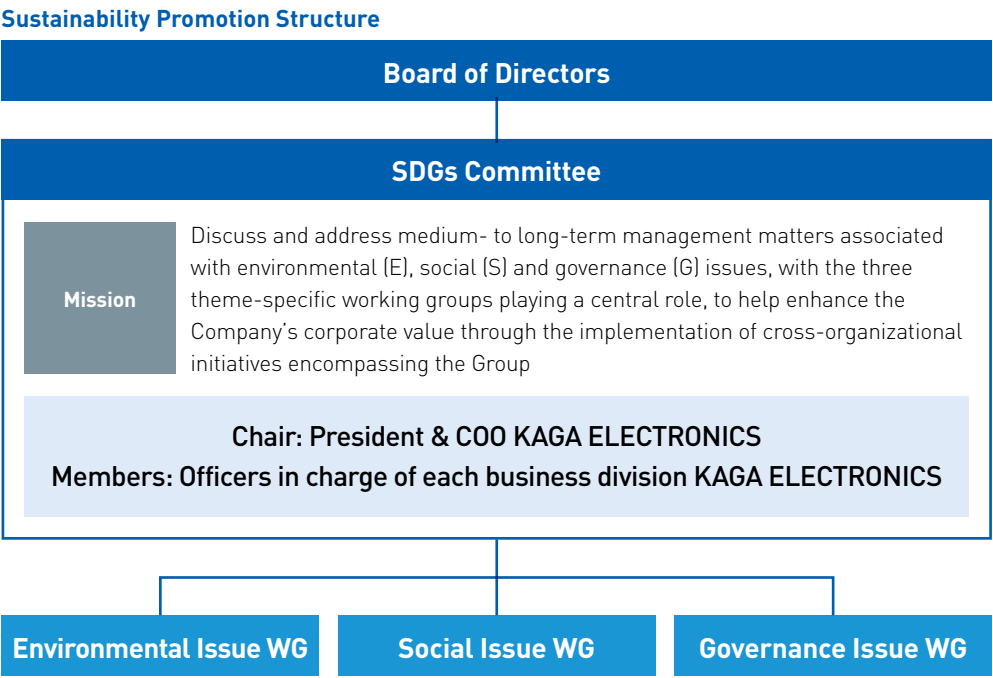 Sustainability Promotion Structure
Board of Directors
SDGs Committee
Mission
Discuss and address medium- to long-term management matters associated
with environmental (E), social (S) and governance (G) issues, with the three
theme-specific working groups playing a central role, to help enhance the
Company’s corporate value through the implementation of cross-organizational
initiatives encompassing the Group
Chair: President & COO KAGA ELECTRONICS
Members: Officers in charge of each business division KAGA ELECTRONICS
Environmental Issue WG
Social Issue WG
Governance Issue WG